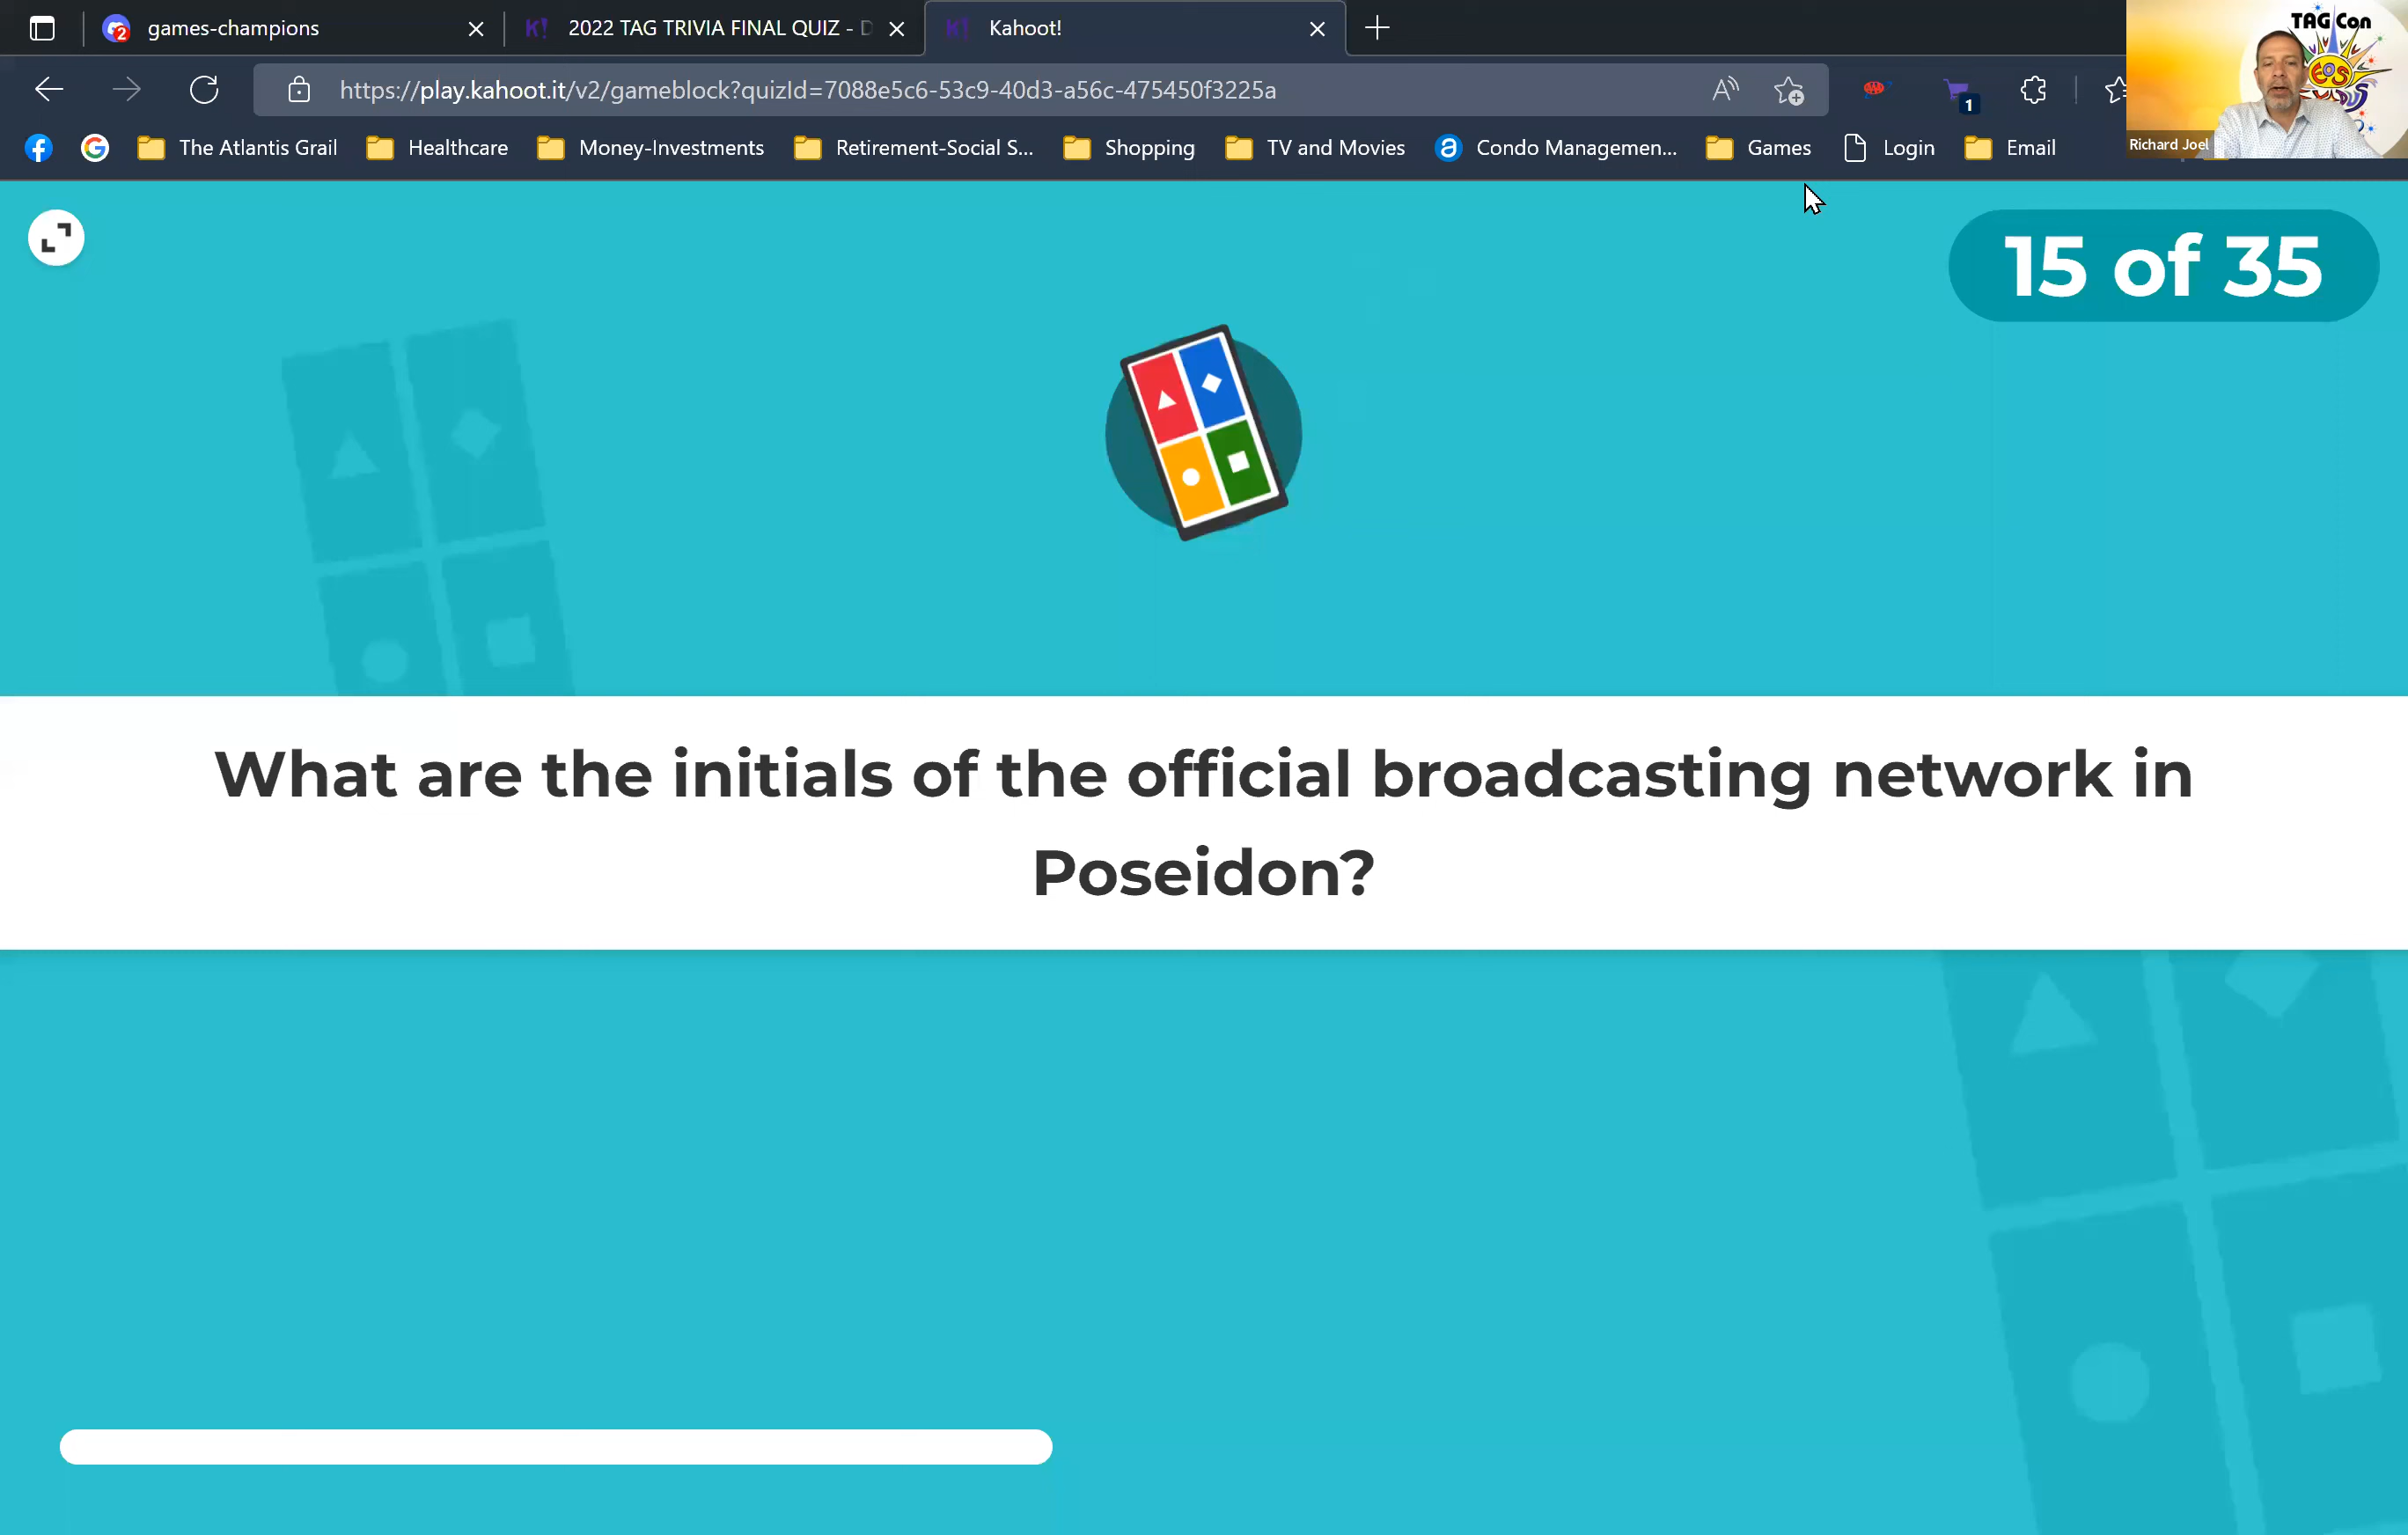 games-champions
2022 TAG TRIVIA FINAL QUIZ - D
Kahoot!
https://play.kahoot.it/v2/gameblock?quizId=7088e5c6-53c9-40d3-a56c-475450f3225a
1
The Atlantis Grail
Healthcare
Money-Investments
Retirement-Social S...
Shopping
TV and Movies
Condo Managemen...
Games
Login
Email
TAG Con
EOS
Richard Joel
15 of 35
What are the initials of the official broadcasting network in
Poseidon?